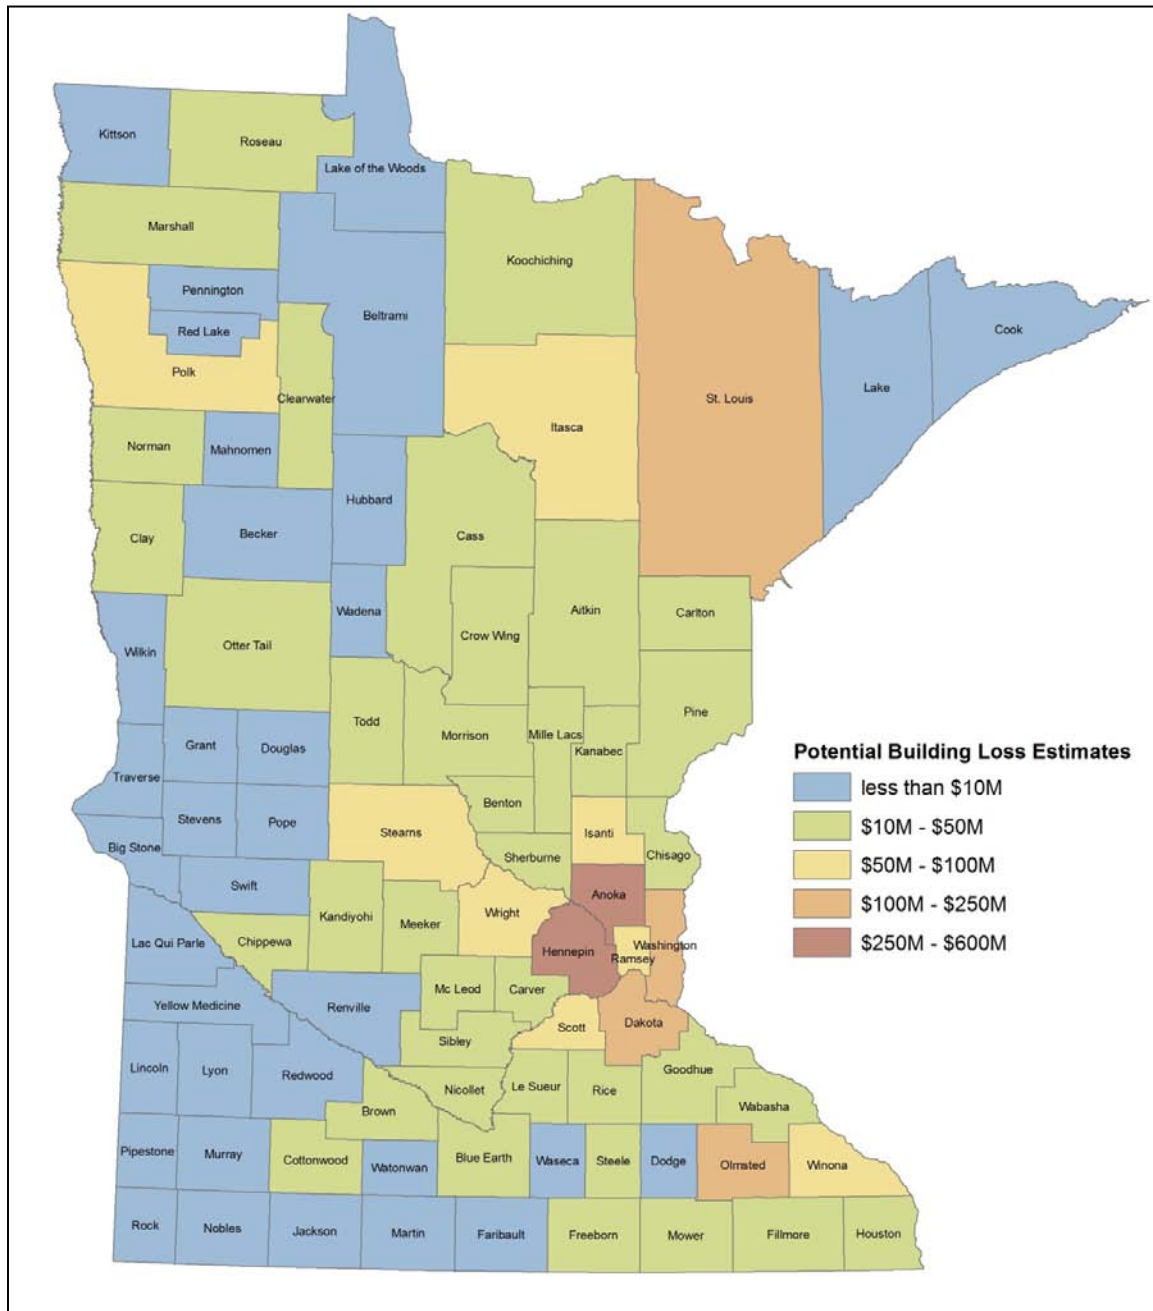 Kittson
Roseau
Lake of the Woods
Marshall
Koochiching
Pennington
Beltrami
Red Lake
Cook
Polk
Lake
St. Louis
Clearwater
Itasca
Norman
Mahnomen
Hubbard
Becker
Cass
Clay
Wadena
Aitkin
Carlton
Crow Wing
Otter Tail
Wilkin
Pine
Todd
Morrison
Mille Lacs
Grant
Douglas
Kanabec
Traverse
Benton
Stevens
Pope
Stearns
Isanti
Big Stone
Sherburne
Chisago
Swift
Anoka
Kandiyohi
Wright
Meeker
Chippewa
Lac Qui Parle
Washington
Hennepin
Ramsey
Mc Leod
Carver
Yellow Medicine
Renville
Dakota
Scott
Sibley
Lincoln
Lyon
Redwood
Goodhue
Le Sueur
Nicollet
Rice
Wabasha
Brown
Pipestone
Murray
Cottonwood
Watonwan
Blue Earth
Waseca
Steele
Dodge
Olmsted
Winona
Rock
Nobles
Jackson
Martin
Faribault
Freeborn
Mower
Fillmore
Houston
Potential Building Loss Estimates
less than $10M
$10M - $50M
$50M - $100M
$100M - $250M
$250M - $600M